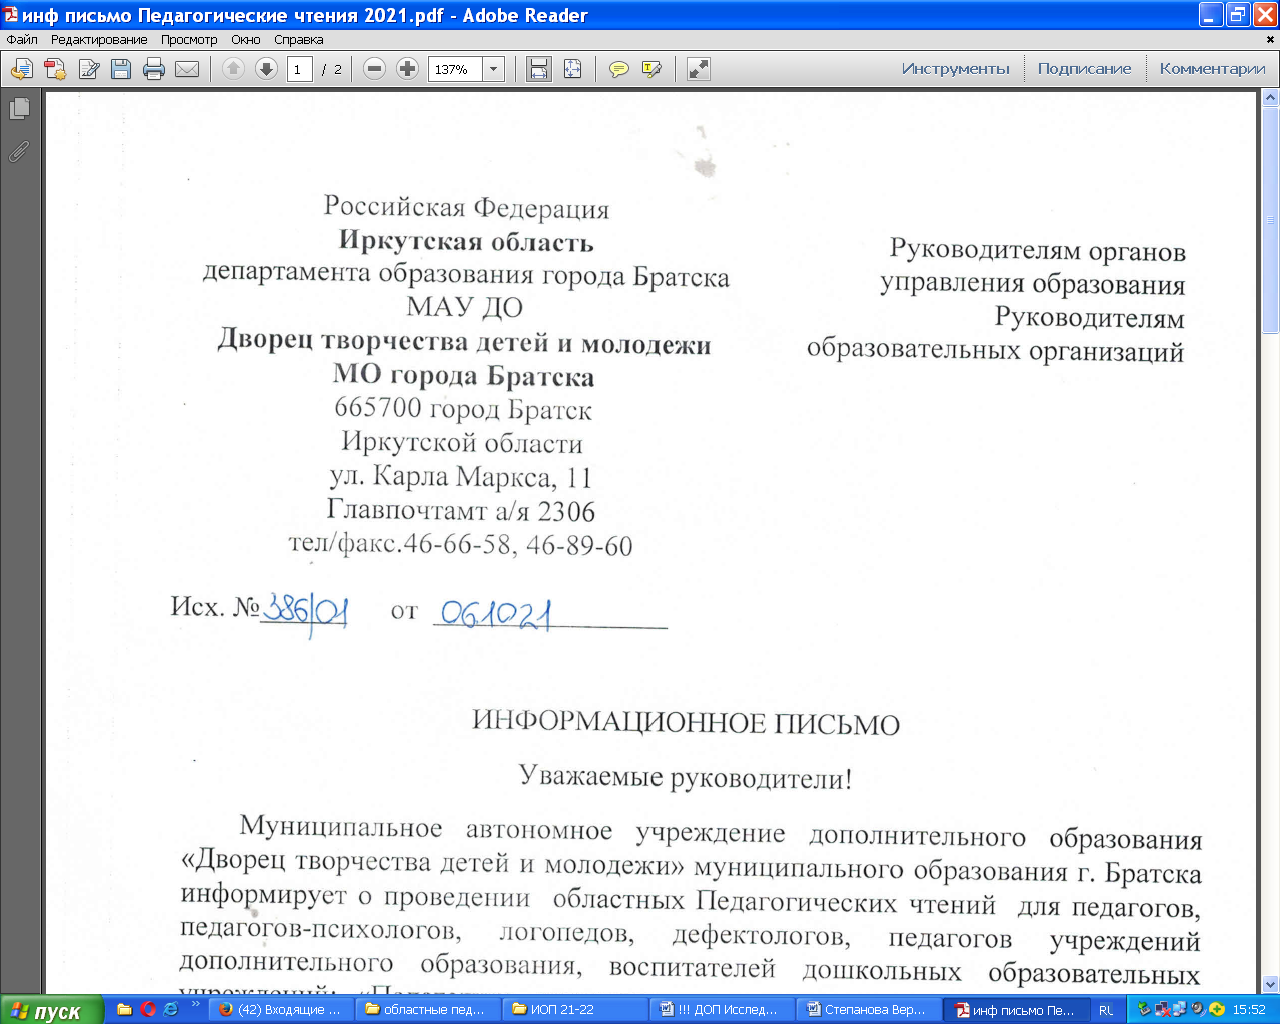 инф письмо Педагогические чтения 2021.pdf - Adobe Reader
Файл Редактирование Просмотр Окно Справка
1 / 2 137% Инструменты Подписание Комментарии
Российская Федерация
Иркутская область
департамента образования города Братска
МАУ ДО
Дворец творчества детей и молодежи
МО города Братска
665700 город Братск
Иркутской области
ул. Карла Маркса, 11
Главпочтамт а/я 2306
тел/факс.46-66-58, 46-89-60
Руководителям органов
управления образования
Руководителям
образовательных организаций
Исх. № 386/01 от 061021
ИНФОРМАЦИОННОЕ ПИСЬМО
Уважаемые руководители!
Муниципальное автономное учреждение дополнительного образования
«Дворец творчества детей и молодежи» муниципального образования г. Братска
информирует о проведении областных Педагогических чтений для педагогов,
педагогов-психологов, логопедов, дефектологов, педагогов учреждений
дополнительного образования, воспитателей дошкольных образовательных
пуск (42) Входящие ... областные пед... ИОП 21-22 !!! ДОП Исслед... Степанова Вер... инф письмо Пе... RU 15:52